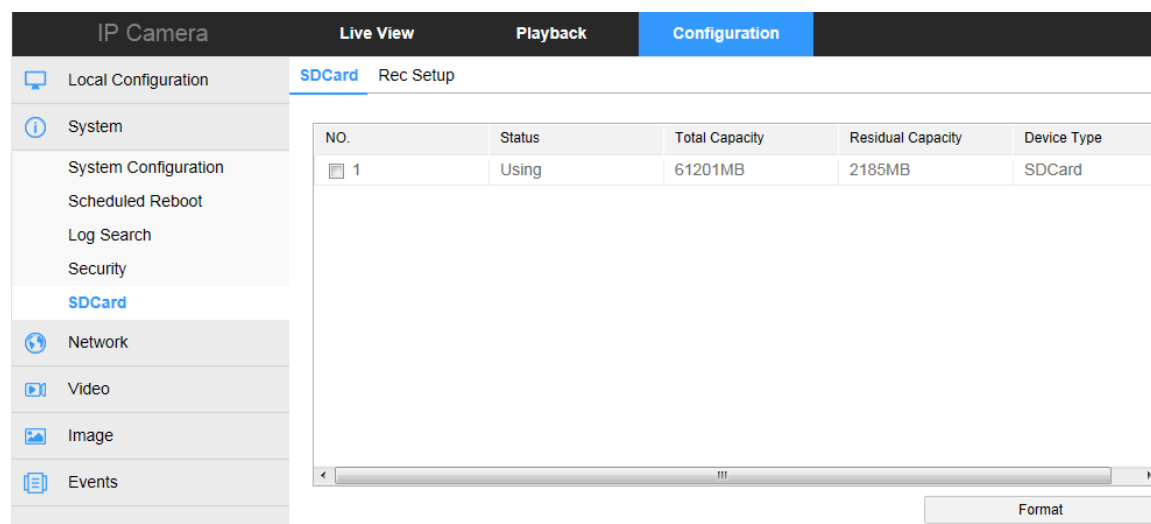 IP Camera Live View Playback Configuration
Local Configuration
System
System Configuration
Scheduled Reboot
Log Search
Security
SDCard
Network
Video
Image
Events
SDCard Rec Setup
NO. Status Total Capacity Residual Capacity Device Type
1 Using 61201MB 2185MB SDCard
Format